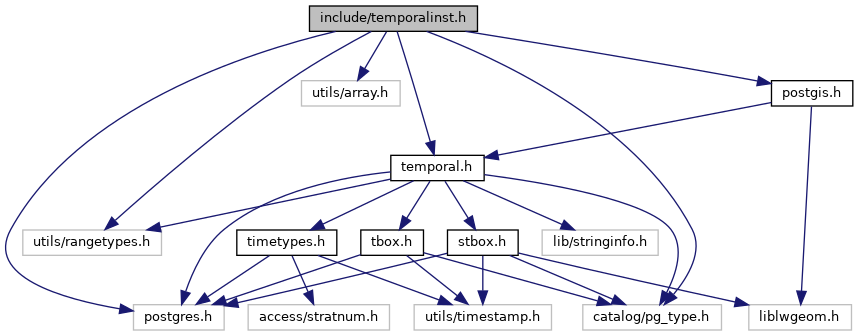 include/temporalinst.h
utils/array.h
postgis.h
temporal.h
utils/rangetypes.h
timetypes.h
tbox.h
stbox.h
lib/stringinfo.h
postgres.h
access/stratnum.h
utils/timestamp.h
catalog/pg_type.h
liblwgeom.h